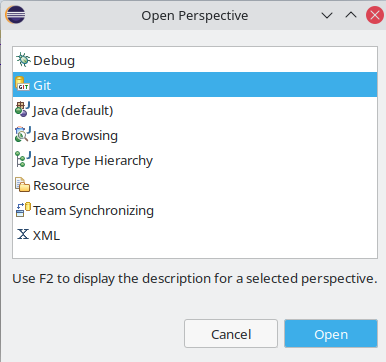 Open Perspective
Debug
Git
Java (default)
Java Browsing
Java Type Hierarchy
Resource
Team Synchronizing
XML
Use F2 to display the description for a selected perspective.
Cancel Open